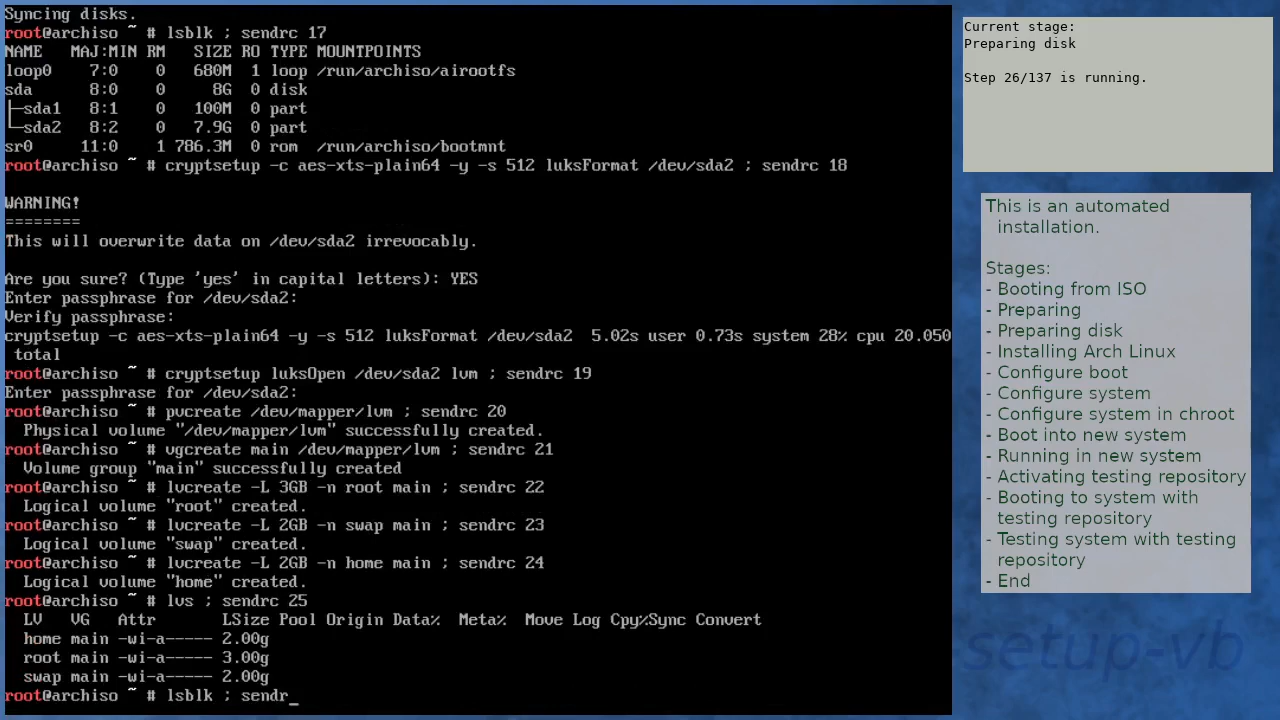 Syncing disks.
root@archiso ~ # lsblk ; sendrc 17
NAME   MAJ:MIN RM   SIZE RO TYPE MOUNTPOINTS
loop0    7:0    0   680M  1 loop /run/archiso/airootfs
sda      8:0    0     8G  0 disk
├─sda1   8:1    0   100M  0 part
└─sda2   8:2    0   7.9G  0 part
sr0     11:0    1 786.3M  0 rom  /run/archiso/bootmnt
root@archiso ~ # cryptsetup -c aes-xts-plain64 -y -s 512 luksFormat /dev/sda2 ; sendrc 18
WARNING!
========
This will overwrite data on /dev/sda2 irrevocably.
Are you sure? (Type 'yes' in capital letters): YES
Enter passphrase for /dev/sda2:
Verify passphrase:
cryptsetup -c aes-xts-plain64 -y -s 512 luksFormat /dev/sda2  5.02s user 0.73s system 28% cpu 20.050
 total
root@archiso ~ # cryptsetup luksOpen /dev/sda2 lvm ; sendrc 19
Enter passphrase for /dev/sda2:
root@archiso ~ # pvcreate /dev/mapper/lvm ; sendrc 20
  Physical volume "/dev/mapper/lvm" successfully created.
root@archiso ~ # vgcreate main /dev/mapper/lvm ; sendrc 21
  Volume group "main" successfully created
root@archiso ~ # lvcreate -L 3GB -n root main ; sendrc 22
  Logical volume "root" created.
root@archiso ~ # lvcreate -L 2GB -n swap main ; sendrc 23
  Logical volume "swap" created.
root@archiso ~ # lvcreate -L 2GB -n home main ; sendrc 24
  Logical volume "home" created.
root@archiso ~ # lvs ; sendrc 25
  LV   VG   Attr       LSize Pool Origin Data%  Meta%  Move Log Cpy%Sync Convert
  home main -wi-a----- 2.00g
  root main -wi-a----- 3.00g
  swap main -wi-a----- 2.00g
root@archiso ~ # lsblk ; sendr_
Current stage:
Preparing disk
Step 26/137 is running.
This is an automated
installation.
Stages:
- Booting from ISO
- Preparing
- Preparing disk
- Installing Arch Linux
- Configure boot
- Configure system
- Configure system in chroot
- Boot into new system
- Running in new system
- Activating testing repository
- Booting to system with
testing repository
- Testing system with testing
repository
- End
setup-vb